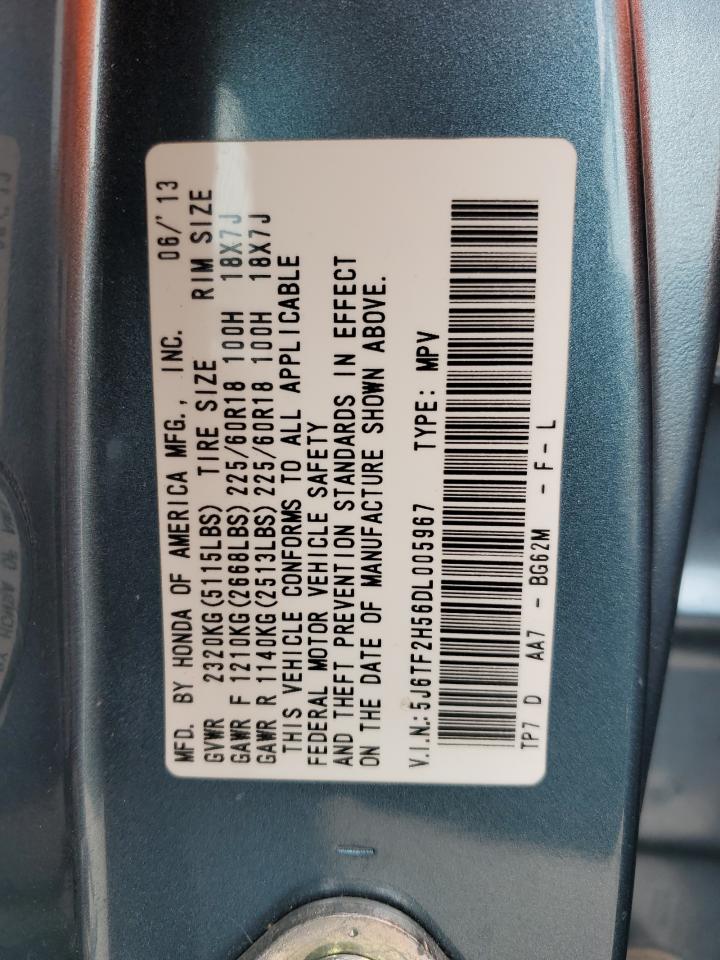 MFD. BY HONDA OF AMERICA MFG., INC. 06/'13
GVWR 2320KG(5115LBS) TIRE SIZE RIM SIZE
GAWR F 1210KG(2668LBS) 225/60R18 100H 18X7J
GAWR R 1140KG(2513LBS) 225/60R18 100H 18X7J
THIS VEHICLE CONFORMS TO ALL APPLICABLE
FEDERAL MOTOR VEHICLE SAFETY
AND THEFT PREVENTION STANDARDS IN EFFECT
ON THE DATE OF MANUFACTURE SHOWN ABOVE.
V.I.N.: 5J6TF2H56DL005967 TYPE: MPV
TP7 D AA7 - BG62M - F - L